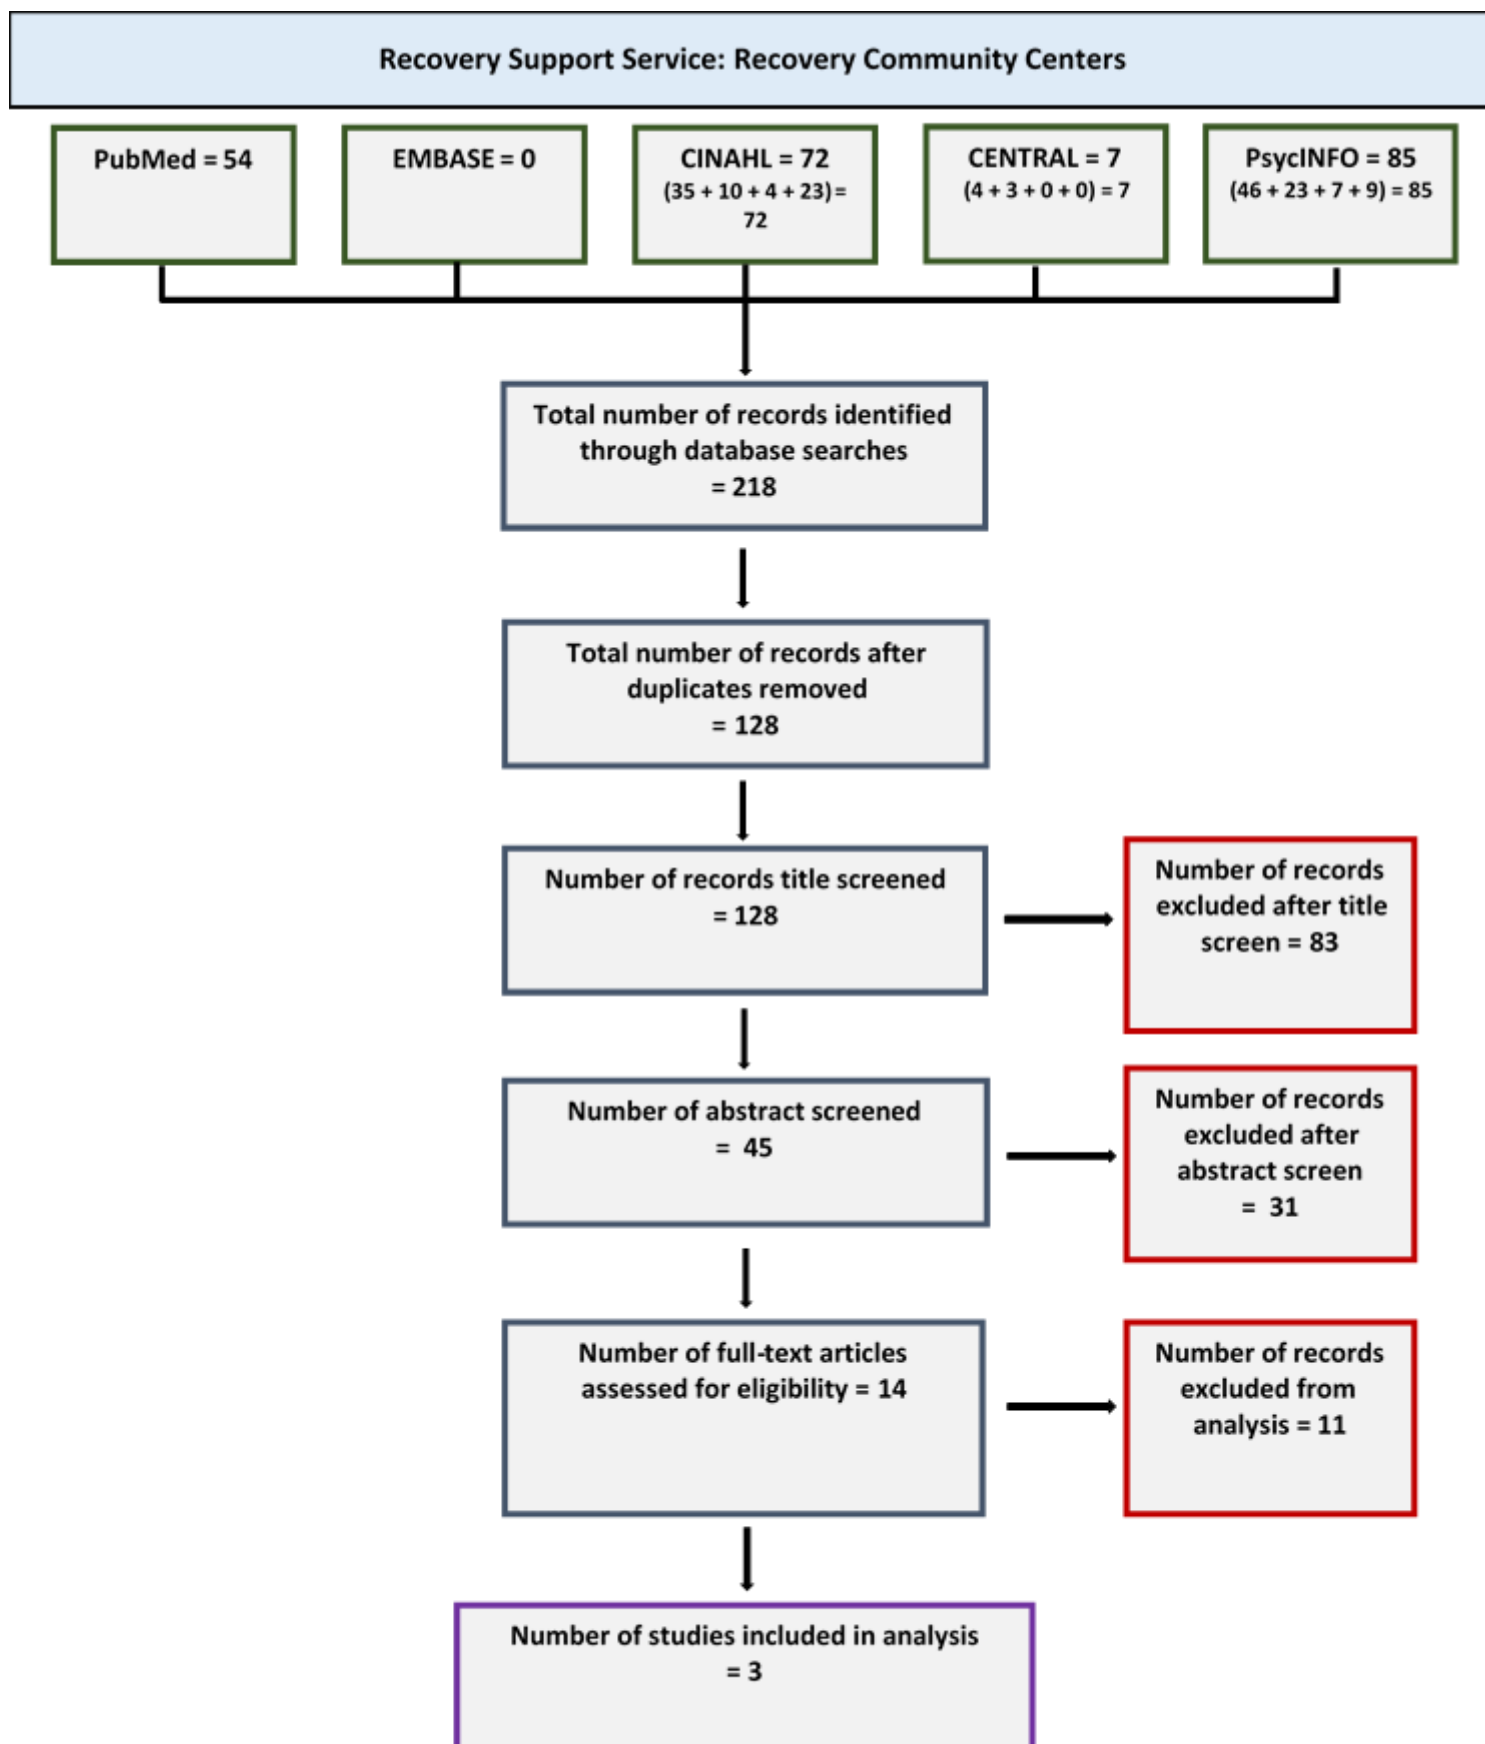 Recovery Support Service: Recovery Community Centers
PubMed = 54
EMBASE = 0
CINAHL = 72
(35 + 10 + 4 + 23) =
72
CENTRAL = 7
(4 + 3 + 0 + 0) = 7
PsycINFO = 85
(46 + 23 + 7 + 9) = 85
Total number of records identified
through database searches
= 218
Total number of records after
duplicates removed
= 128
Number of records title screened
= 128
Number of records
excluded after title
screen = 83
Number of abstract screened
= 45
Number of records
excluded after
abstract screen
= 31
Number of full-text articles
assessed for eligibility = 14
Number of records
excluded from
analysis = 11
Number of studies included in analysis
= 3